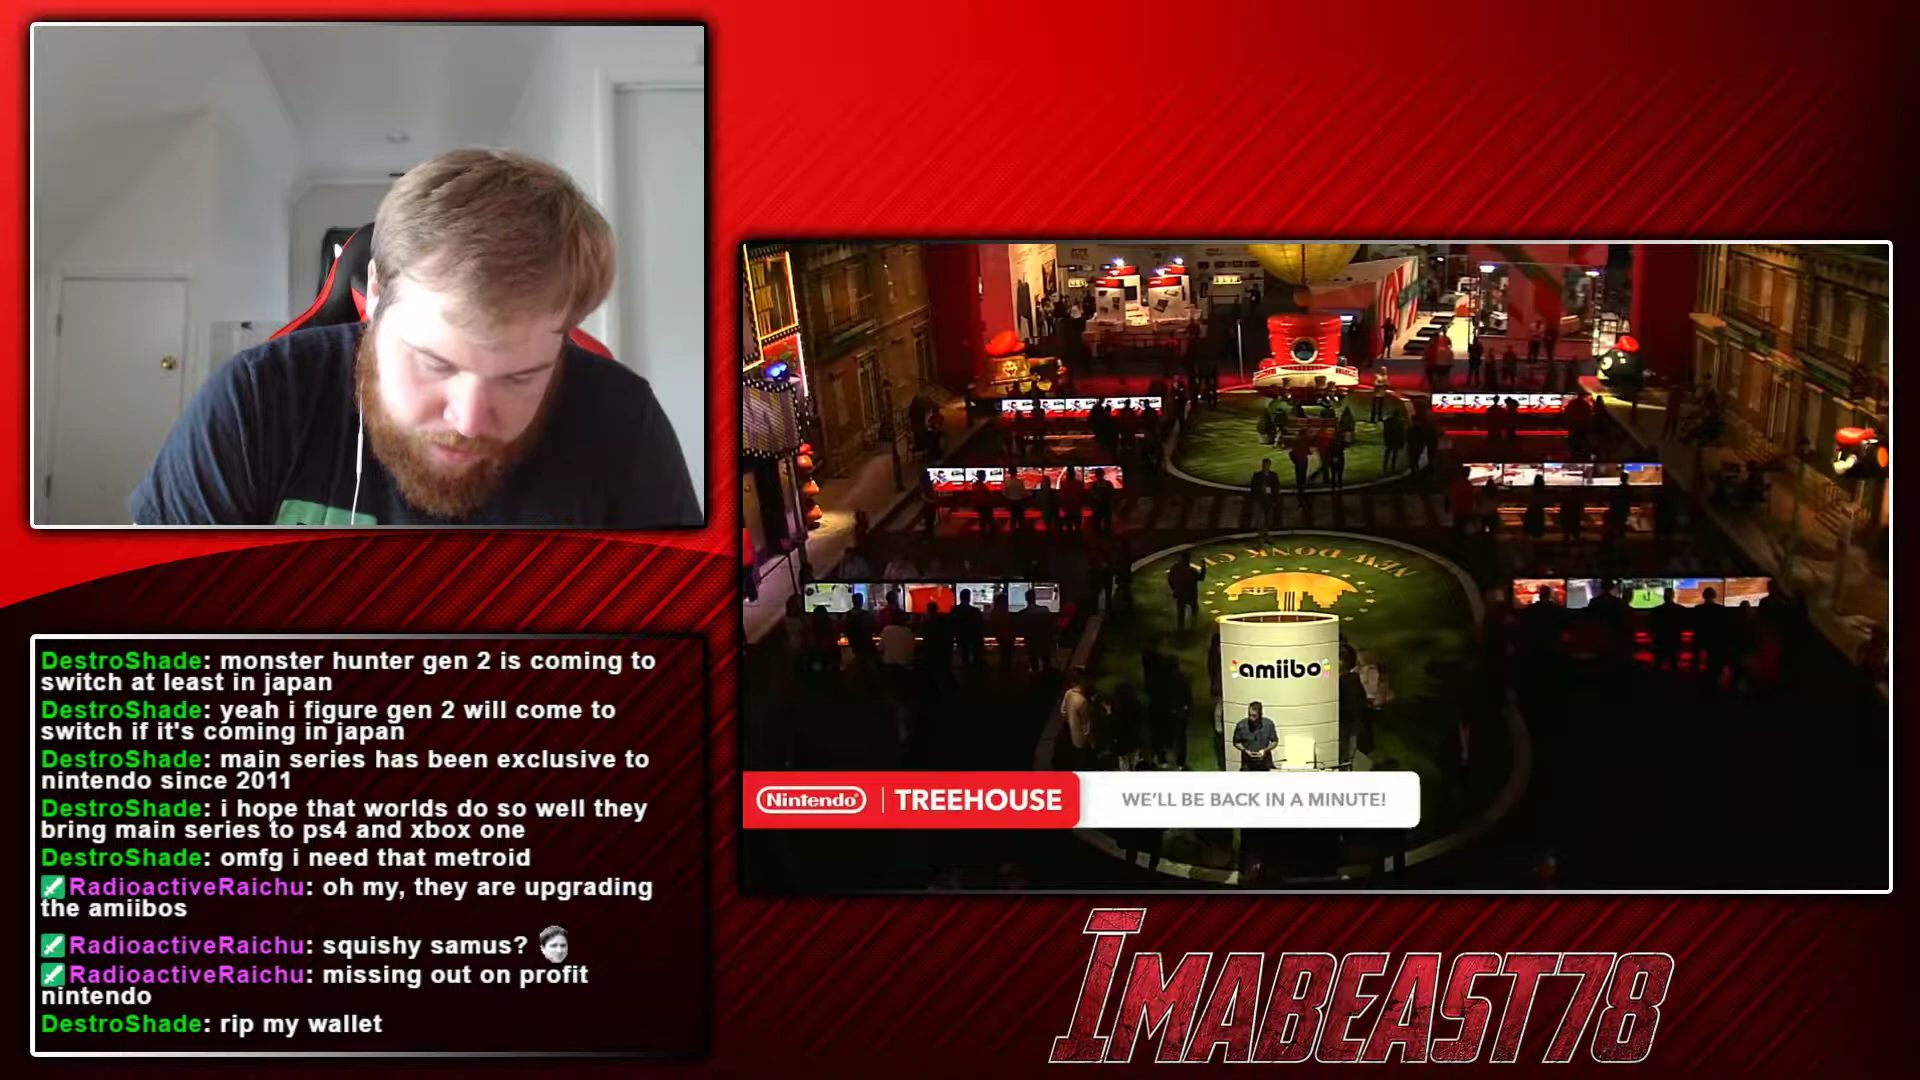 DestroShade: monster hunter gen 2 is coming to
switch at least in japan
DestroShade: yeah i figure gen 2 will come to
switch if it's coming in japan
DestroShade: main series has been exclusive to
nintendo since 2011
DestroShade: i hope that worlds do so well they
bring main series to ps4 and xbox one
DestroShade: omfg i need that metroid
RadioactiveRaichu: oh my, they are upgrading
the amiibos
RadioactiveRaichu: squishy samus?
RadioactiveRaichu: missing out on profit
nintendo
DestroShade: rip my wallet
NEW DONK C
amiibo
Nintendo TREEHOUSE WE'LL BE BACK IN A MINUTE!
IMABEAST78